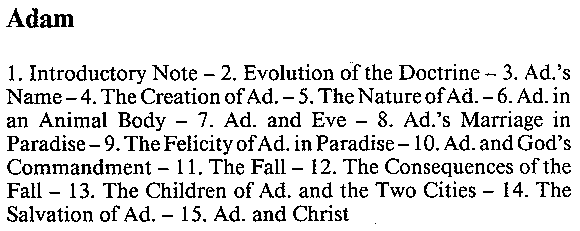 Adam
1. Introductory Note – 2. Evolution of the Doctrine – 3. Ad.'s
Name – 4. The Creation of Ad. – 5. The Nature of Ad. – 6. Ad. in
an Animal Body – 7. Ad. and Eve – 8. Ad.'s Marriage in
Paradise – 9. The Felicity of Ad. in Paradise – 10. Ad. and God's
Commandment – 11. The Fall – 12. The Consequences of the
Fall – 13. The Children of Ad. and the Two Cities – 14. The
Salvation of Ad. – 15. Ad. and Christ